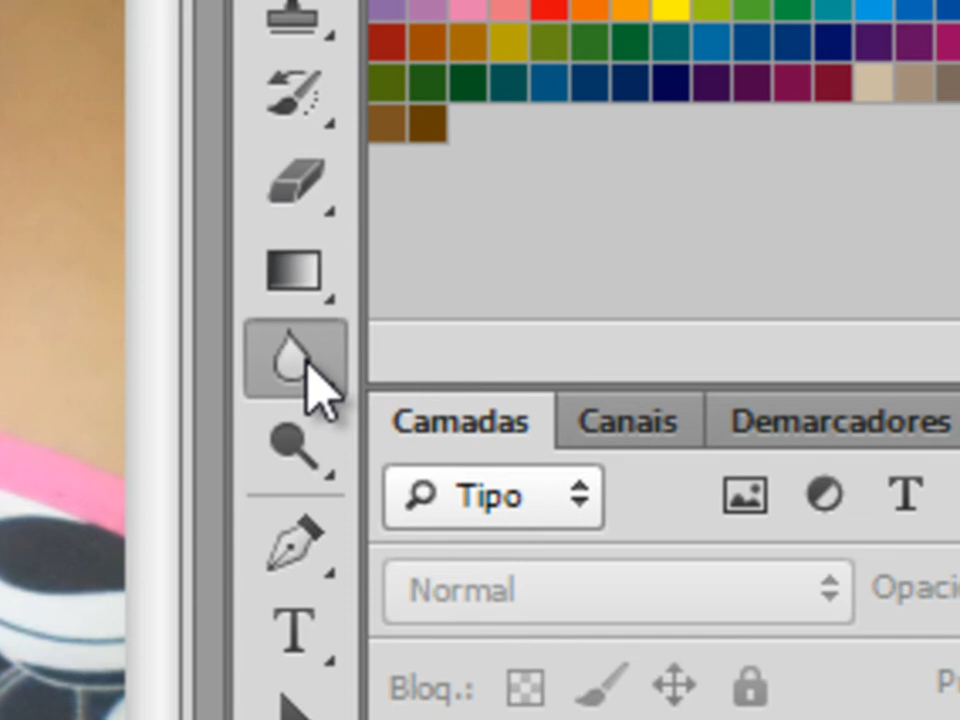 Camadas Canais Demarcadores
Tipo
T
Normal
T
Bloq.: